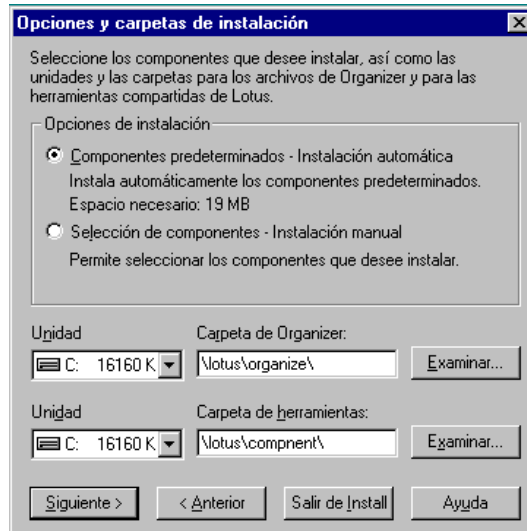 Opciones y carpetas de instalación
Seleccione los componentes que desee instalar, así como las
unidades y las carpetas para los archivos de Organizer y para las
herramientas compartidas de Lotus.
Opciones de instalación
Componentes predeterminados - Instalación automática
Instala automáticamente los componentes predeterminados.
Espacio necesario: 19 MB
Selección de componentes - Instalación manual
Permite seleccionar los componentes que desee instalar.
Unidad Carpeta de Organizer:
C: 16160 K \lotus\organize\ Examinar...
Unidad Carpeta de herramientas:
C: 16160 K \lotus\compnent\ Examinar...
Siguiente > < Anterior Salir de Install Ayuda